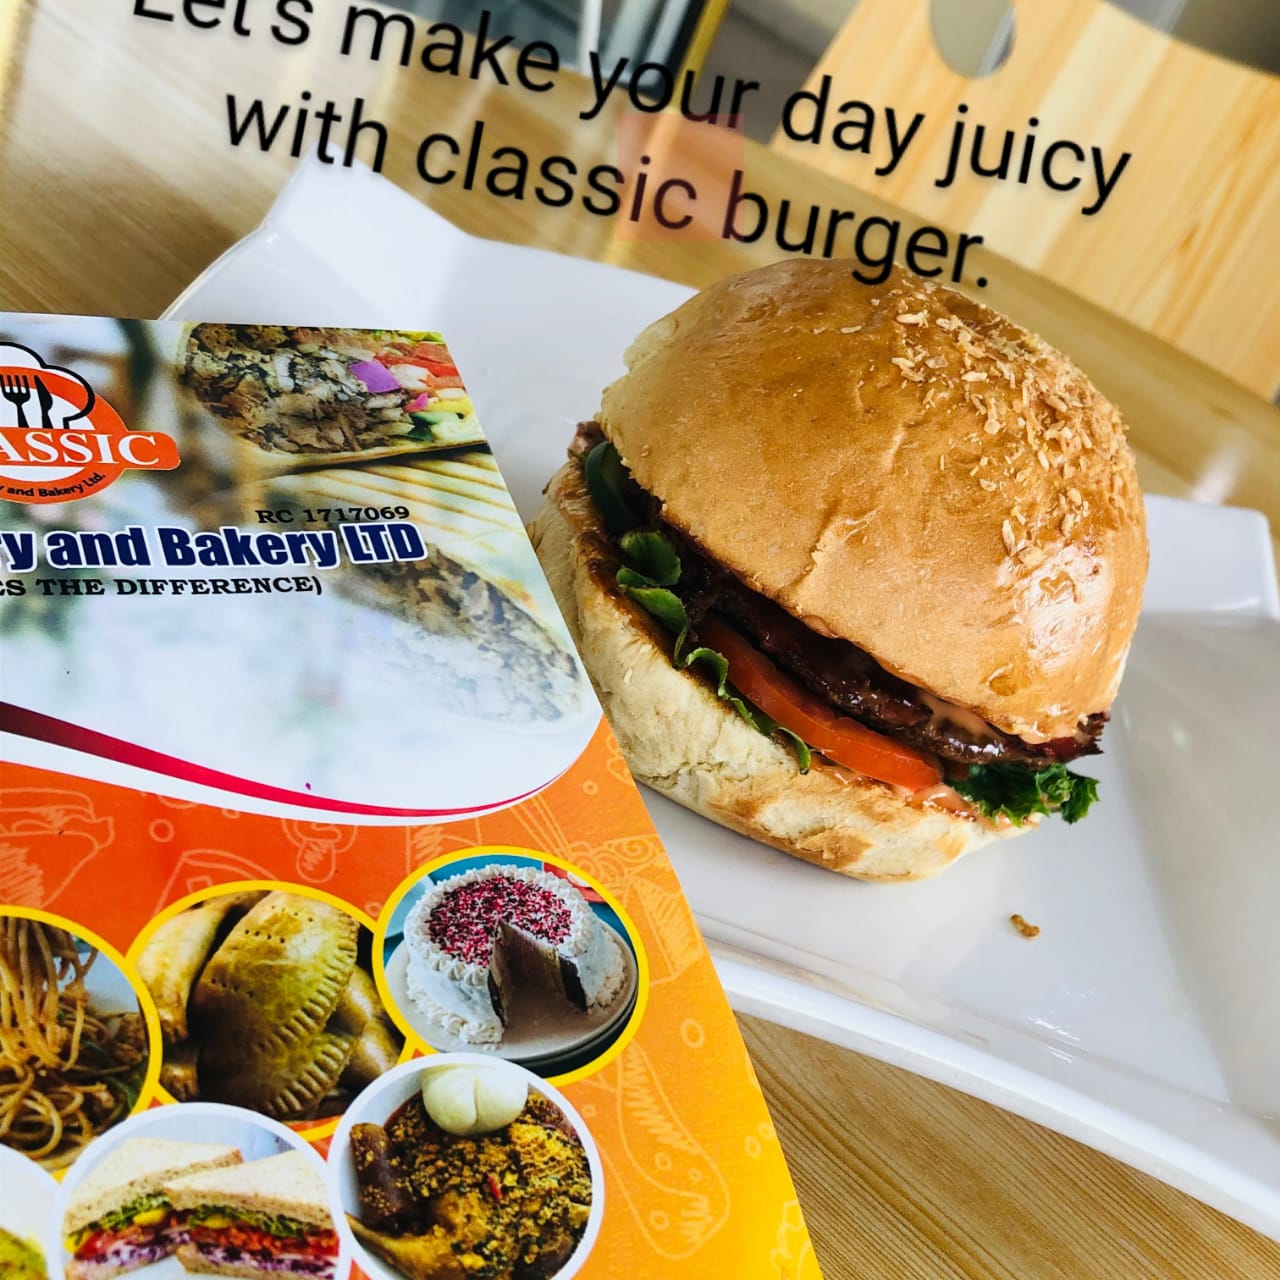 Let's make your day juicy
with classic burger.
ASSIC
and Bakery Ltd.
RC 1717069
and Bakery LTD
THE DIFFERENCE)